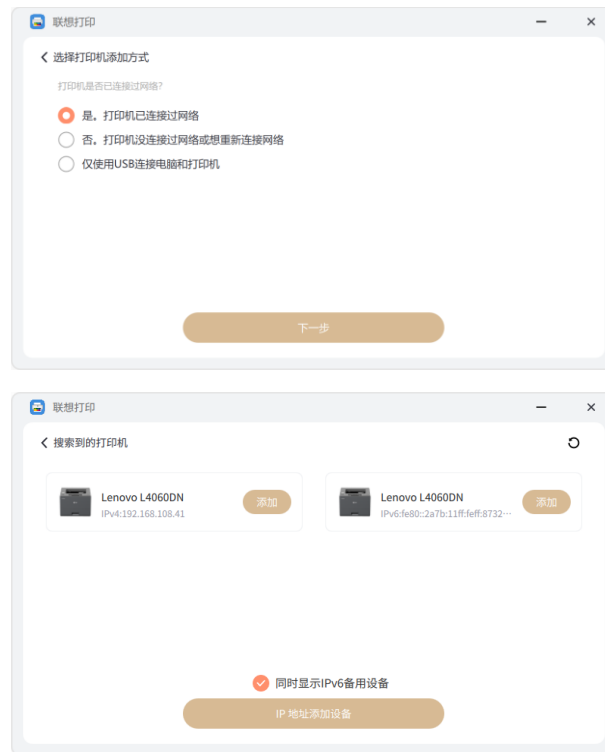 联想打印
选择打印机添加方式
打印机是否已连接过网络?
是。打印机已连接过网络
否。打印机没连接过网络或想重新连接网络
仅使用USB连接电脑和打印机
下一步
联想打印
搜索到的打印机
Lenovo L4060DN
IPv4:192.168.108.41
添加
Lenovo L4060DN
IPv6:fe80::2a7b:11ff:feff:8732···
添加
同时显示IPv6备用设备
IP 地址添加设备